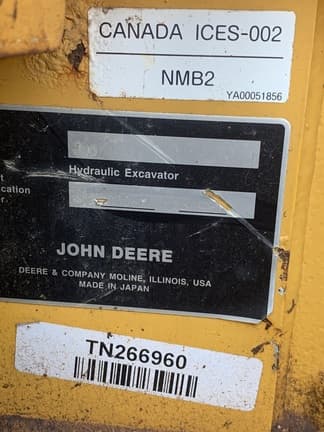 CANADA ICES-002
NMB2
YA00051856
Hydraulic Excavator
JOHN DEERE
DEERE & COMPANY MOLINE, ILLINOIS, USA
MADE IN JAPAN
TN266960